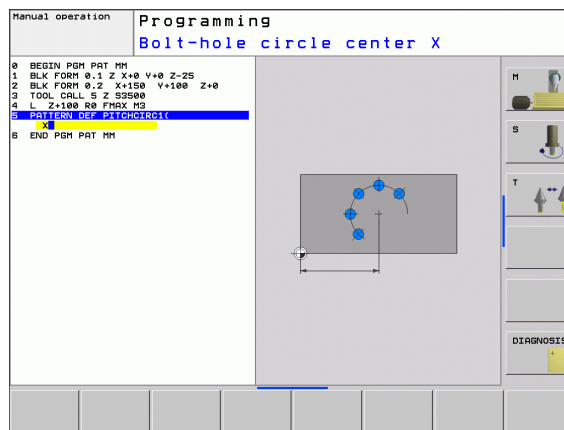 Manual operation
Programming
Bolt-hole circle center X
0 BEGIN PGM PAT MM
1 BLK FORM 0.1 Z X+0 Y+0 Z-25
2 BLK FORM 0.2 X+150 Y+100 Z+0
3 TOOL CALL 5 Z S3500
4 L Z+100 R0 FMAX M3
5 PATTERN DEF PITCHCIRC1(
X
6 END PGM PAT MM
M
S
T
DIAGNOSIS